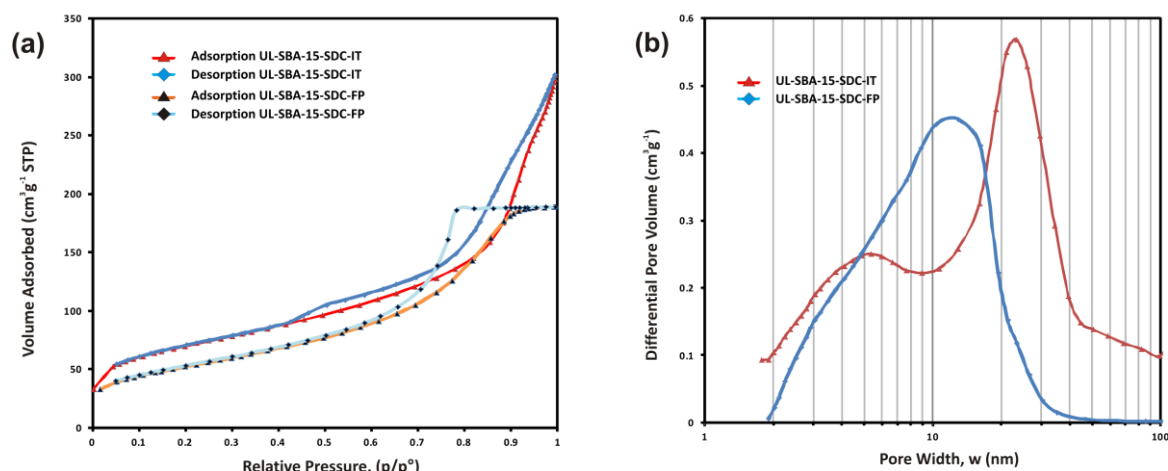 (a)
350
300
250
200
150
100
50
0
Volume Adsorbed (cm³g⁻¹ STP)
Adsorption UL-SBA-15-SDC-IT
Desorption UL-SBA-15-SDC-IT
Adsorption UL-SBA-15-SDC-FP
Desorption UL-SBA-15-SDC-FP
0 0.1 0.2 0.3 0.4 0.5 0.6 0.7 0.8 0.9 1
Relative Pressure, (p/p°)
(b)
0.6
0.5
0.4
0.3
0.2
0.1
0
Differential Pore Volume (cm³g⁻¹)
UL-SBA-15-SDC-IT
UL-SBA-15-SDC-FP
1 10 100
Pore Width, w (nm)